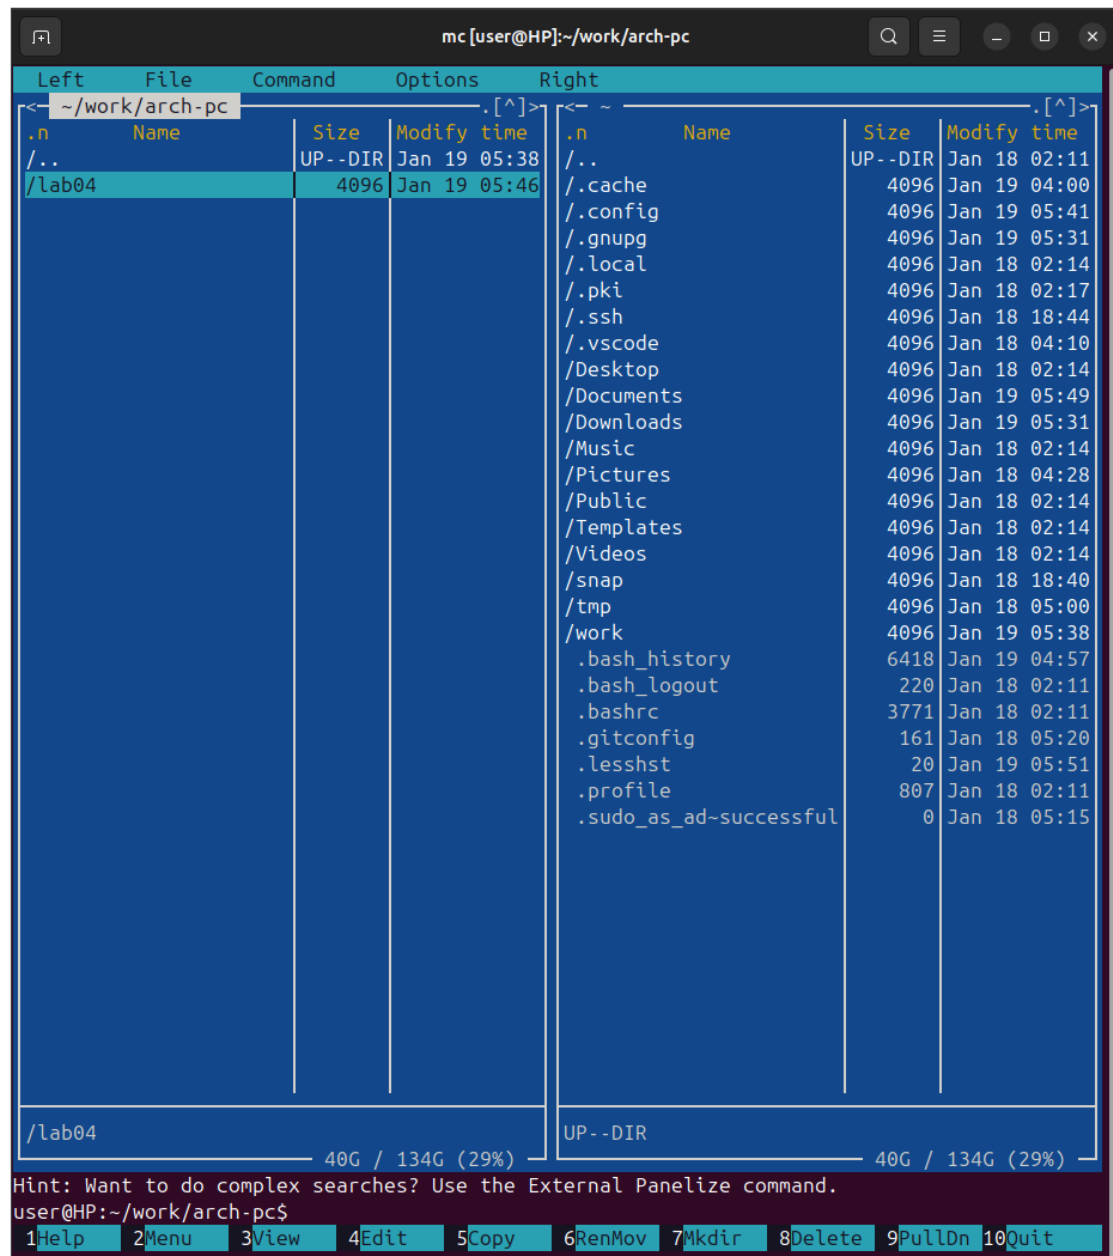 mc [user@HP]:~/work/arch-pc
Left File Command Options Right
<─ ~/work/arch-pc ─.[^]>
.n Name Size Modify time
/.. UP--DIR Jan 19 05:38
/lab04 4096 Jan 19 05:46
/lab04
40G / 134G (29%)
<─ ~ ─.[^]>
.n Name Size Modify time
/.. UP--DIR Jan 18 02:11
/.cache 4096 Jan 19 04:00
/.config 4096 Jan 19 05:41
/.gnupg 4096 Jan 19 05:31
/.local 4096 Jan 18 02:14
/.pki 4096 Jan 18 02:17
/.ssh 4096 Jan 18 18:44
/.vscode 4096 Jan 18 04:10
/Desktop 4096 Jan 18 02:14
/Documents 4096 Jan 19 05:49
/Downloads 4096 Jan 19 05:31
/Music 4096 Jan 18 02:14
/Pictures 4096 Jan 18 04:28
/Public 4096 Jan 18 02:14
/Templates 4096 Jan 18 02:14
/Videos 4096 Jan 18 02:14
/snap 4096 Jan 18 18:40
/tmp 4096 Jan 18 05:00
/work 4096 Jan 19 05:38
.bash_history 6418 Jan 19 04:57
.bash_logout 220 Jan 18 02:11
.bashrc 3771 Jan 18 02:11
.gitconfig 161 Jan 18 05:20
.lesshst 20 Jan 19 05:51
.profile 807 Jan 18 02:11
.sudo_as_ad~successful 0 Jan 18 05:15
UP--DIR
40G / 134G (29%)
Hint: Want to do complex searches? Use the External Panelize command.
user@HP:~/work/arch-pc$
1Help 2Menu 3View 4Edit 5Copy 6RenMov 7Mkdir 8Delete 9PullDn 10Quit